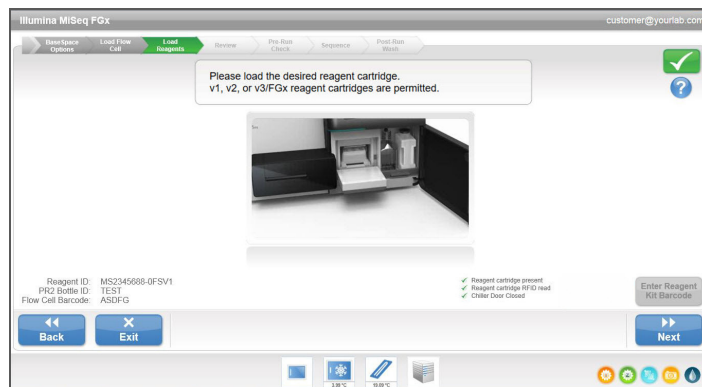 Illumina MiSeq FGx
customer@yourlab.com
BaseSpace
Options
Load Flow
Cell
Load
Reagents
Review
Pre-Run
Check
Sequence
Post-Run
Wash
Please load the desired reagent cartridge.
v1, v2, or v3/FGx reagent cartridges are permitted.
Reagent ID: MS2345688-0FSV1
PR2 Bottle ID: TEST
Flow Cell Barcode: ASDFG
Reagent cartridge present
Reagent cartridge RFID read
Chiller Door Closed
Enter Reagent
Kit Barcode
Back
Exit
Next